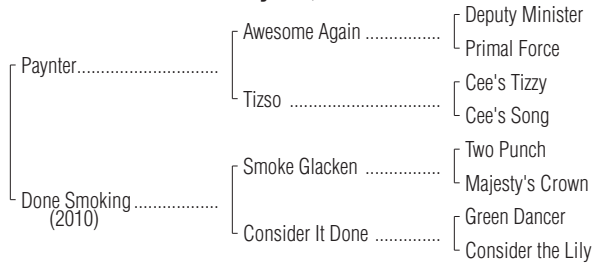 Deputy Minister
Awesome Again ..................
Primal Force
Paynter..............................
Cee's Tizzy
Tizso ....................................
Cee's Song
Two Punch
Smoke Glacken ..................
Majesty's Crown
Done Smoking ..................
(2010)
Green Dancer
Consider It Done ...............
Consider the Lily